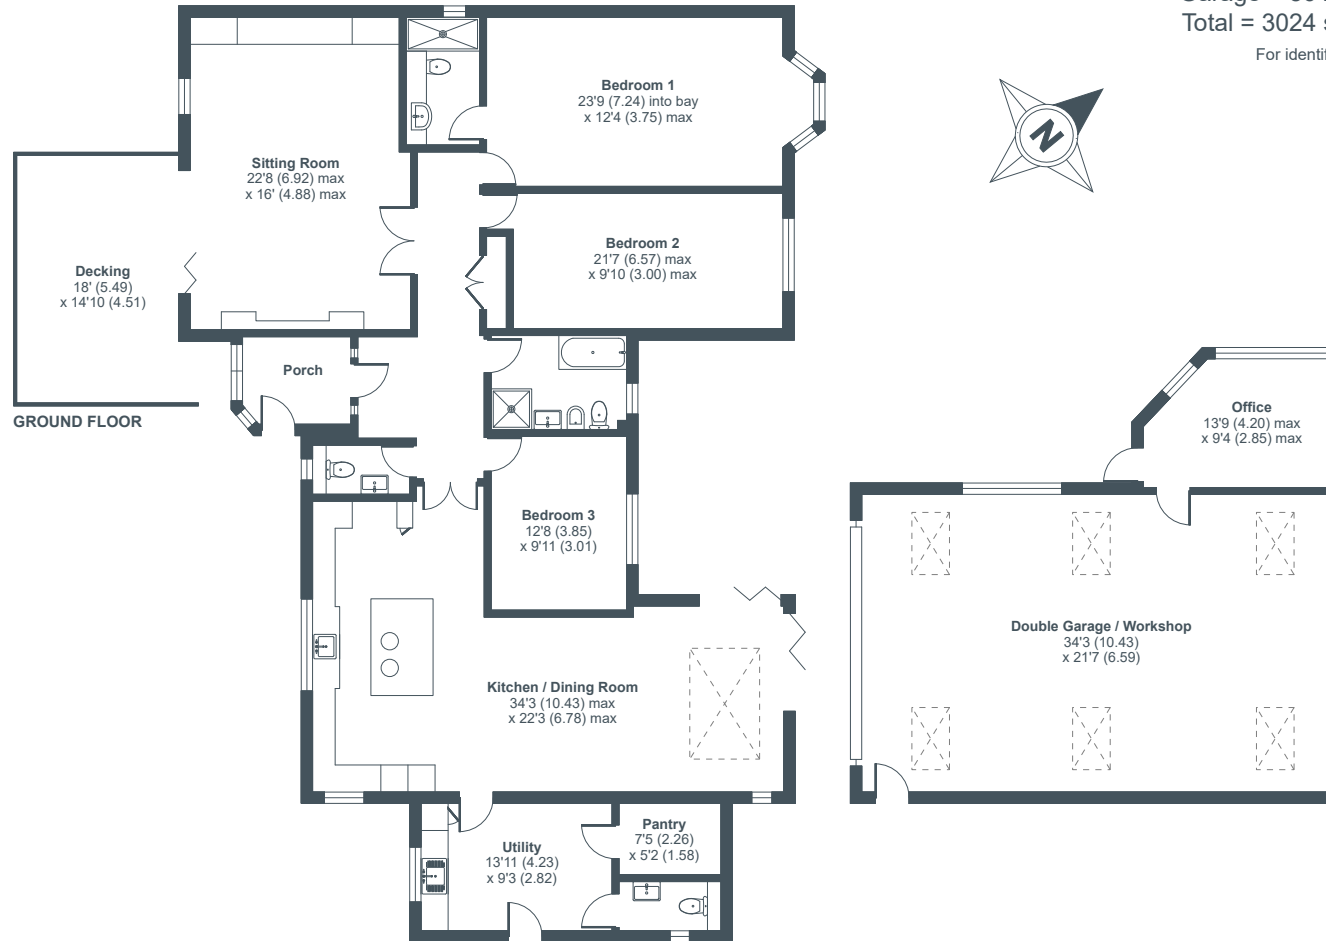 Total = 3024 s
For identif
Bedroom 1
23'9 (7.24) into bay
x 12'4 (3.75) max
N
Sitting Room
22'8 (6.92) max
x 16' (4.88) max
Bedroom 2
21'7 (6.57) max
x 9'10 (3.00) max
Decking
18' (5.49)
x 14'10 (4.51)
Porch
GROUND FLOOR
Office
13'9 (4.20) max
x 9'4 (2.85) max
Bedroom 3
12'8 (3.85)
x 9'11 (3.01)
Double Garage / Workshop
34'3 (10.43)
x 21'7 (6.59)
Kitchen / Dining Room
34'3 (10.43) max
x 22'3 (6.78) max
Pantry
7'5 (2.26)
x 5'2 (1.58)
Utility
13'11 (4.23)
x 9'3 (2.82)